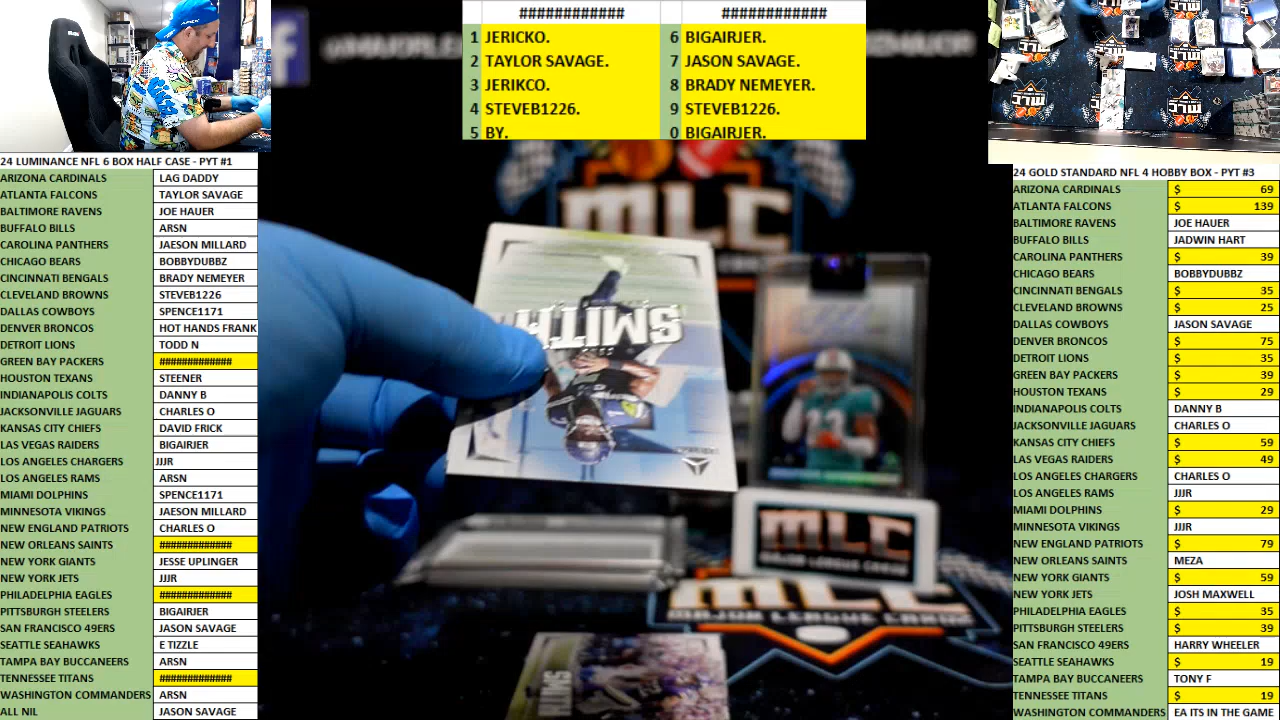 ############ ############
1 JERICKO. 6 BIGAIRJER.
2 TAYLOR SAVAGE. 7 JASON SAVAGE.
3 JERIKCO. 8 BRADY NEMEYER.
4 STEVEB1226. 9 STEVEB1226.
5 BY. 0 BIGAIRJER.
24 LUMINANCE NFL 6 BOX HALF CASE - PYT #1
ARIZONA CARDINALS LAG DADDY
ATLANTA FALCONS TAYLOR SAVAGE
BALTIMORE RAVENS JOE HAUER
BUFFALO BILLS ARSN
CAROLINA PANTHERS JAESON MILLARD
CHICAGO BEARS BOBBYDUBBZ
CINCINNATI BENGALS BRADY NEMEYER
CLEVELAND BROWNS STEVEB1226
DALLAS COWBOYS SPENCE1171
DENVER BRONCOS HOT HANDS FRANK
DETROIT LIONS TODD N
GREEN BAY PACKERS #############
HOUSTON TEXANS STEENER
INDIANAPOLIS COLTS DANNY B
JACKSONVILLE JAGUARS CHARLES O
KANSAS CITY CHIEFS DAVID FRICK
LAS VEGAS RAIDERS BIGAIRJER
LOS ANGELES CHARGERS JJJR
LOS ANGELES RAMS ARSN
MIAMI DOLPHINS SPENCE1171
MINNESOTA VIKINGS JAESON MILLARD
NEW ENGLAND PATRIOTS CHARLES O
NEW ORLEANS SAINTS #############
NEW YORK GIANTS JESSE UPLINGER
NEW YORK JETS JJJR
PHILADELPHIA EAGLES #############
PITTSBURGH STEELERS BIGAIRJER
SAN FRANCISCO 49ERS JASON SAVAGE
SEATTLE SEAHAWKS E TIZZLE
TAMPA BAY BUCCANEERS ARSN
TENNESSEE TITANS #############
WASHINGTON COMMANDERS ARSN
ALL NIL JASON SAVAGE
MLC
SMITH
MLC
MLC
MAJOR LEAGUE CARDS
24 GOLD STANDARD NFL 4 HOBBY BOX - PYT #3
ARIZONA CARDINALS $ 69
ATLANTA FALCONS $ 139
BALTIMORE RAVENS JOE HAUER
BUFFALO BILLS JADWIN HART
CAROLINA PANTHERS $ 39
CHICAGO BEARS BOBBYDUBBZ
CINCINNATI BENGALS $ 35
CLEVELAND BROWNS $ 25
DALLAS COWBOYS JASON SAVAGE
DENVER BRONCOS $ 75
DETROIT LIONS $ 35
GREEN BAY PACKERS $ 39
HOUSTON TEXANS $ 29
INDIANAPOLIS COLTS DANNY B
JACKSONVILLE JAGUARS CHARLES O
KANSAS CITY CHIEFS $ 59
LAS VEGAS RAIDERS $ 49
LOS ANGELES CHARGERS CHARLES O
LOS ANGELES RAMS JJJR
MIAMI DOLPHINS $ 29
MINNESOTA VIKINGS JJJR
NEW ENGLAND PATRIOTS $ 79
NEW ORLEANS SAINTS MEZA
NEW YORK GIANTS $ 59
NEW YORK JETS JOSH MAXWELL
PHILADELPHIA EAGLES $ 35
PITTSBURGH STEELERS $ 39
SAN FRANCISCO 49ERS HARRY WHEELER
SEATTLE SEAHAWKS $ 19
TAMPA BAY BUCCANEERS TONY F
TENNESSEE TITANS $ 19
WASHINGTON COMMANDERS EA ITS IN THE GAME